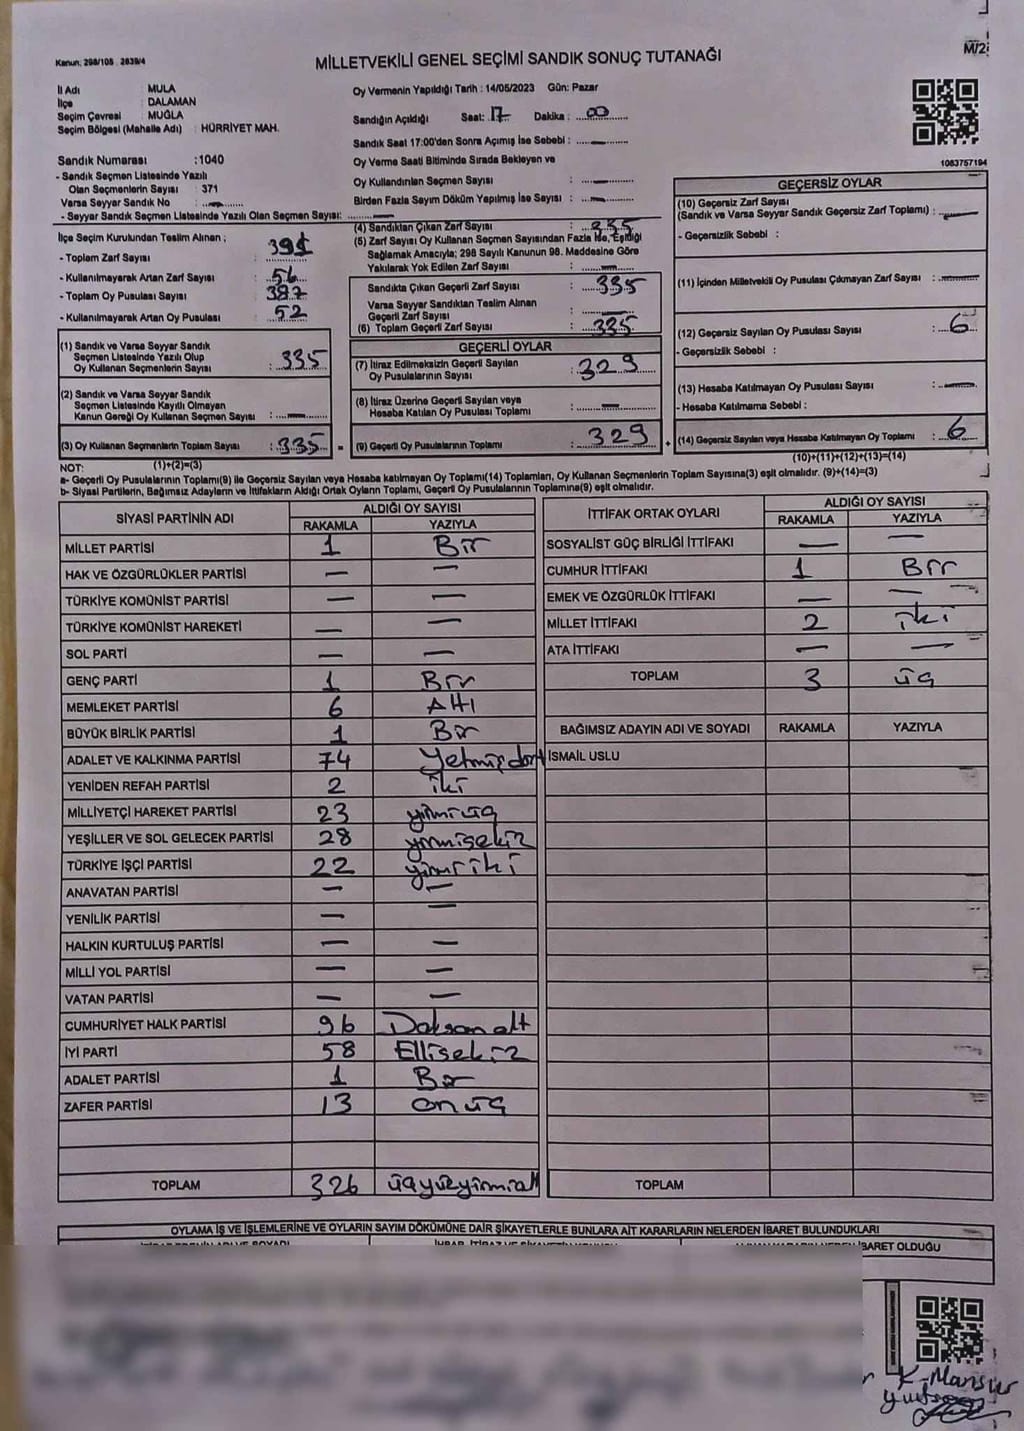 Kanun: 298/105 2839/4
MİLLETVEKİLİ GENEL SEÇİMİ SANDIK SONUÇ TUTANAĞI
M/2
İl Adı MULA
İlçe DALAMAN
Seçim Çevresi MUĞLA
Seçim Bölgesi (Mahalle Adı) : HÜRRİYET MAH.
Sandık Numarası :1040
- Sandık Seçmen Listesinde Yazılı
Olan Seçmenlerin Sayısı 371
Varsa Seyyar Sandık No : —
- Seyyar Sandık Seçmen Listesinde Yazılı Olan Seçmen Sayısı: —
Oy Vermenin Yapıldığı Tarih : 14/05/2023 Gün: Pazar
Sandığın Açıldığı Saat: 17 Dakika : 00
Sandık Saat 17:00'den Sonra Açımış İse Sebebi : —
Oy Verme Saati Bitiminde Sırada Bekleyen ve
Oy Kullandırılan Seçmen Sayısı : —
Birden Fazla Sayım Döküm Yapılmış İse Sayısı : —
1083757194
İlçe Seçim Kurulundan Teslim Alınan ;
- Toplam Zarf Sayısı : 391
- Kullanılmayarak Artan Zarf Sayısı : 56
- Toplam Oy Pusulası Sayısı : 387
- Kullanılmayarak Artan Oy Pusulası : 52
(4) Sandıktan Çıkan Zarf Sayısı : 335
(5) Zarf Sayısı Oy Kullanan Seçmen Sayısından Fazla İse, Eşitliği
Sağlamak Amacıyla; 298 Sayılı Kanunun 98. Maddesine Göre
Yakılarak Yok Edilen Zarf Sayısı : —
Sandıkta Çıkan Geçerli Zarf Sayısı : 335
Varsa Seyyar Sandıktan Teslim Alınan
Geçerli Zarf Sayısı : —
(6) Toplam Geçerli Zarf Sayısı : 335
GEÇERSİZ OYLAR
(10) Geçersiz Zarf Sayısı
(Sandık ve Varsa Seyyar Sandık Geçersiz Zarf Toplamı) : —
- Geçersizlik Sebebi :
(11) İçinden Milletvekili Oy Pusulası Çıkmayan Zarf Sayısı : —
(12) Geçersiz Sayılan Oy Pusulası Sayısı : 6
- Geçersizlik Sebebi :
(13) Hesaba Katılmayan Oy Pusulası Sayısı : —
- Hesaba Katılmama Sebebi :
(14) Geçersiz Sayılan veya Hesaba Katılmayan Oy Toplamı : 6
(10)+(11)+(12)+(13)=(14)
(1) Sandık ve Varsa Seyyar Sandık
Seçmen Listesinde Yazılı Olup
Oy Kullanan Seçmenlerin Sayısı : 335
(2) Sandık ve Varsa Seyyar Sandık
Seçmen Listesinde Kayıtlı Olmayan
Kanun Gereği Oy Kullanan Seçmen Sayısı : —
(3) Oy Kullanan Seçmenlerin Toplam Sayısı : 335 =
(1)+(2)=(3)
GEÇERLİ OYLAR
(7) İtiraz Edilmeksizin Geçerli Sayılan
Oy Pusulalarının Sayısı : 329
(8) İtiraz Üzerine Geçerli Sayılan veya
Hesaba Katılan Oy Pusulaları Toplamı : —
(9) Geçerli Oy Pusulalarının Toplamı : 329 +
NOT:
a- Geçerli Oy Pusulalarının Toplamı(9) ile Geçersiz Sayılan veya Hesaba katılmayan Oy Toplamı(14) Toplamları, Oy Kullanan Seçmenlerin Toplam Sayısına(3) eşit olmalıdır. (9)+(14)=(3)
b- Siyasi Partilerin, Bağımsız Adayların ve İttifakların Aldığı Ortak Oyların Toplamı, Geçerli Oy Pusulalarının Toplamına(9) eşit olmalıdır.
SİYASİ PARTİNİN ADI ALDIĞI OY SAYISI
RAKAMLA YAZIYLA
MİLLET PARTİSİ 1 Bir
HAK VE ÖZGÜRLÜKLER PARTİSİ — —
TÜRKİYE KOMÜNİST PARTİSİ — —
TÜRKİYE KOMÜNİST HAREKETİ — —
SOL PARTİ — —
GENÇ PARTİ 1 Bir
MEMLEKET PARTİSİ 6 Altı
BÜYÜK BİRLİK PARTİSİ 1 Bir
ADALET VE KALKINMA PARTİSİ 74 Yetmişdört
YENİDEN REFAH PARTİSİ 2 iki
MİLLİYETÇİ HAREKET PARTİSİ 23 yirmiüç
YEŞİLLER VE SOL GELECEK PARTİSİ 28 yirmisekiz
TÜRKİYE İŞÇİ PARTİSİ 22 yirmiiki
ANAVATAN PARTİSİ — —
YENİLİK PARTİSİ — —
HALKIN KURTULUŞ PARTİSİ — —
MİLLİ YOL PARTİSİ — —
VATAN PARTİSİ — —
CUMHURİYET HALK PARTİSİ 96 Doksanaltı
İYİ PARTİ 58 Ellisekiz
ADALET PARTİSİ 1 Bir
ZAFER PARTİSİ 13 onüç
TOPLAM 326 üçyüzyirmialtı
İTTİFAK ORTAK OYLARI ALDIĞI OY SAYISI
RAKAMLA YAZIYLA
SOSYALİST GÜÇ BİRLİĞİ İTTİFAKI — —
CUMHUR İTTİFAKI 1 Bir
EMEK VE ÖZGÜRLÜK İTTİFAKI — —
MİLLET İTTİFAKI 2 iki
ATA İTTİFAKI — —
TOPLAM 3 üç
BAĞIMSIZ ADAYIN ADI VE SOYADI RAKAMLA YAZIYLA
İSMAİL USLU
TOPLAM
OYLAMA İŞ VE İŞLEMLERİNE VE OYLARIN SAYIM DÖKÜMÜNE DAİR ŞİKAYETLERLE BUNLARA AİT KARARLARIN NELERDEN İBARET BULUNDUKLARI
İBARET OLDUĞU
K. Mansur